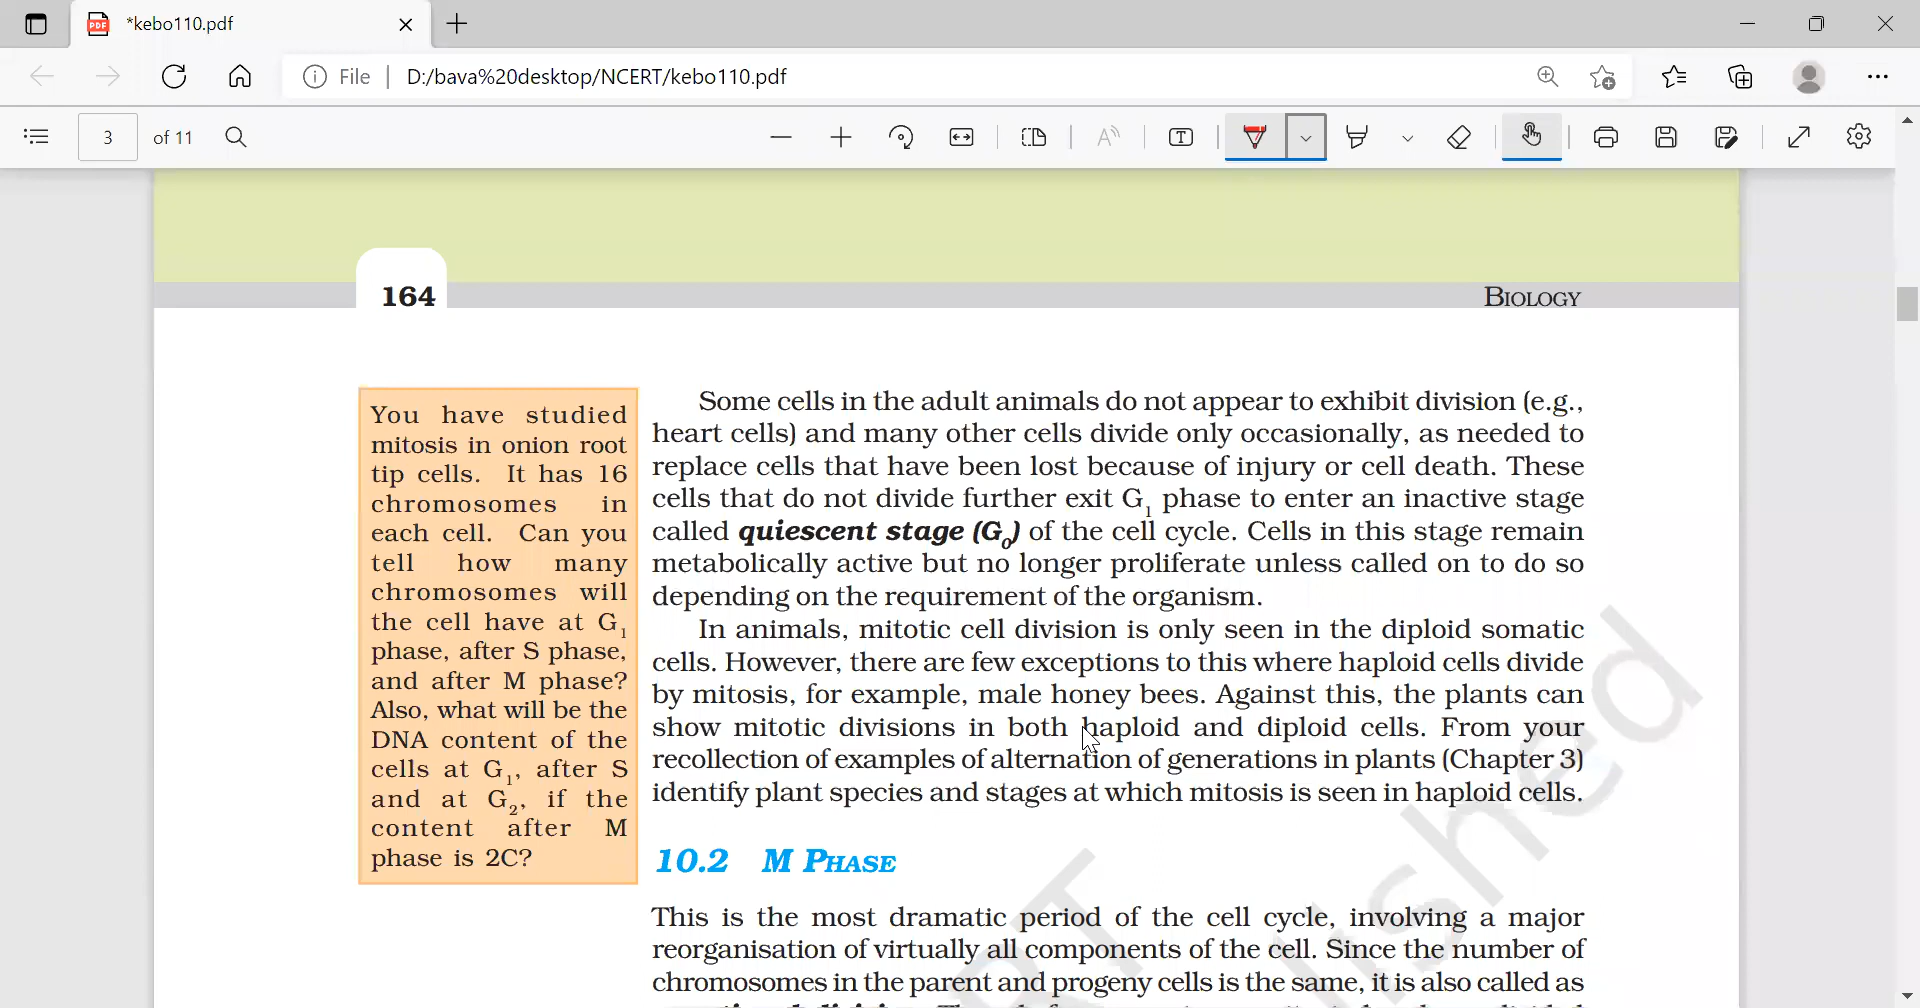 *kebo110.pdf
File
D:/bava%20desktop/NCERT/kebo110.pdf
3 of 11
164
BIOLOGY
You have studied
mitosis in onion root
tip cells. It has 16
chromosomes in
each cell. Can you
tell how many
chromosomes will
the cell have at G1
phase, after S phase,
and after M phase?
Also, what will be the
DNA content of the
cells at G1, after S
and at G2, if the
content after M
phase is 2C?
Some cells in the adult animals do not appear to exhibit division (e.g.,
heart cells) and many other cells divide only occasionally, as needed to
replace cells that have been lost because of injury or cell death. These
cells that do not divide further exit G1 phase to enter an inactive stage
called quiescent stage (G0) of the cell cycle. Cells in this stage remain
metabolically active but no longer proliferate unless called on to do so
depending on the requirement of the organism.
In animals, mitotic cell division is only seen in the diploid somatic
cells. However, there are few exceptions to this where haploid cells divide
by mitosis, for example, male honey bees. Against this, the plants can
show mitotic divisions in both haploid and diploid cells. From your
recollection of examples of alternation of generations in plants (Chapter 3)
identify plant species and stages at which mitosis is seen in haploid cells.
10.2 M PHASE
This is the most dramatic period of the cell cycle, involving a major
reorganisation of virtually all components of the cell. Since the number of
chromosomes in the parent and progeny cells is the same, it is also called as